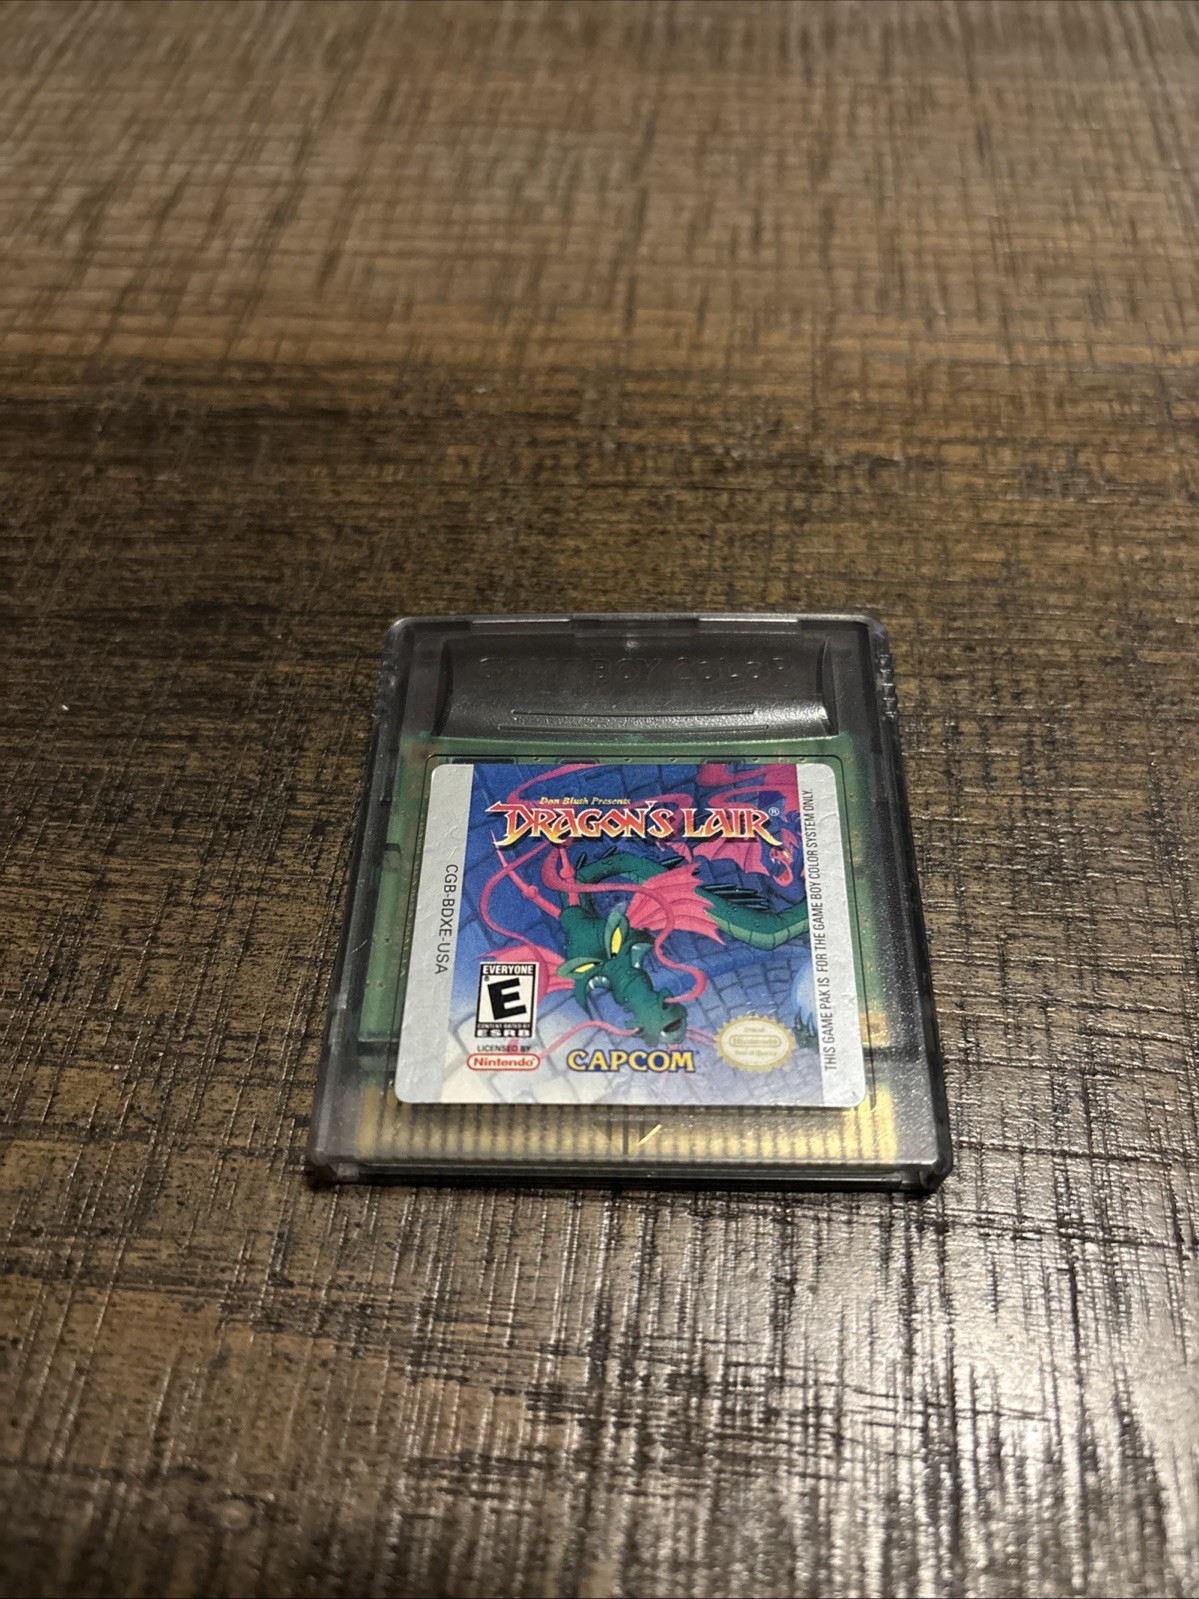 GAME BOY COLOR
Don Bluth Presents
DRAGON'S LAIR®
CGB-BDXE-USA
THIS GAME PAK IS FOR THE GAME BOY COLOR SYSTEM ONLY.
EVERYONE
E
CONTENT RATED BY
ESRB
LICENSED BY
Nintendo
CAPCOM
Nintendo